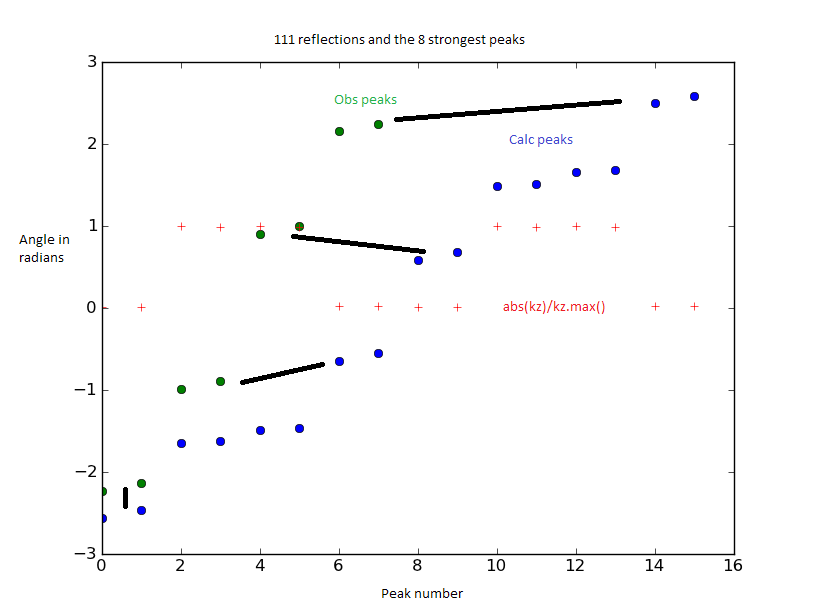 111 reflections and the 8 strongest peaks
3
Obs peaks
Calc peaks
2
1
Angle in
radians
0
abs(kz)/kz.max()
−1
−2
−3
0 2 4 6 8 10 12 14 16
Peak number